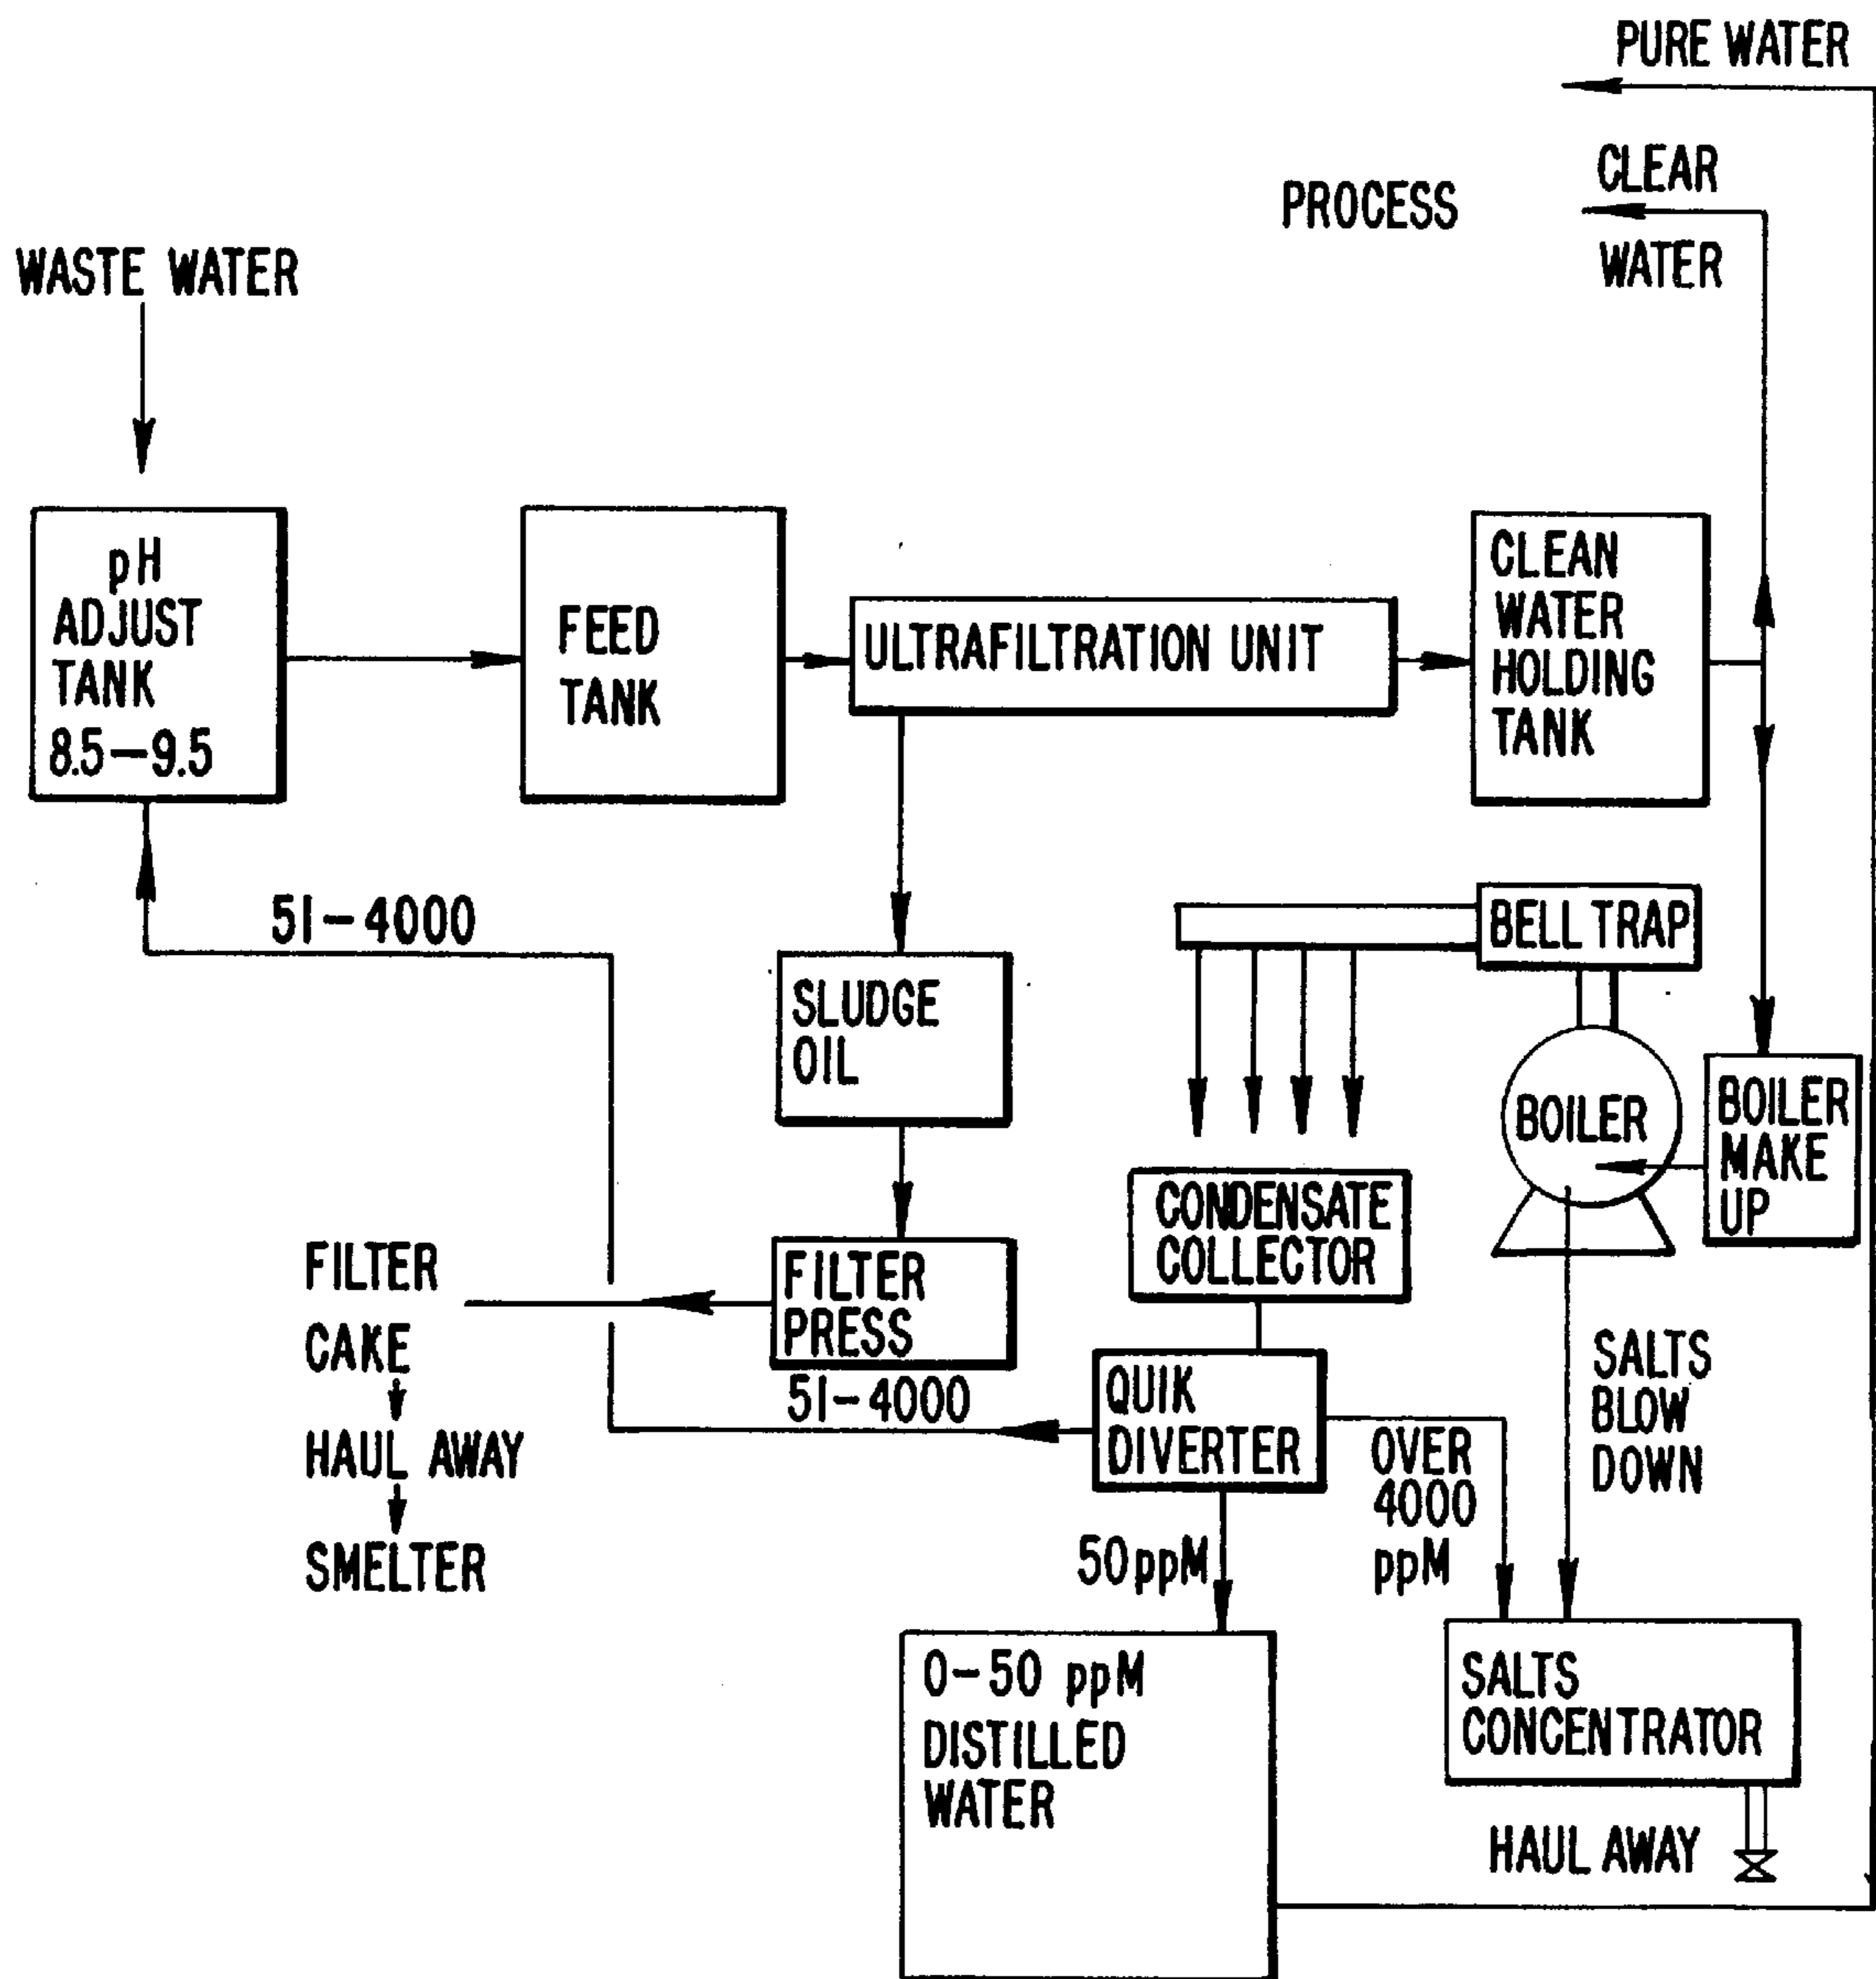 PURE WATER
CLEAR
PROCESS
WATER
WASTE WATER
pH
ADJUST
TANK
8.5—9.5
FEED
TANK
ULTRAFILTRATION UNIT
CLEAN
WATER
HOLDING
TANK
51-4000
BELL TRAP
SLUDGE
OIL
BOILER
BOILER
MAKE
UP
CONDENSATE
COLLECTOR
FILTER
CAKE
HAUL AWAY
SMELTER
FILTER
PRESS
51-4000
QUIK
DIVERTER
OVER
4000
ppM
SALTS
BLOW
DOWN
50 ppM
0-50 ppM
DISTILLED
WATER
SALTS
CONCENTRATOR
HAUL AWAY